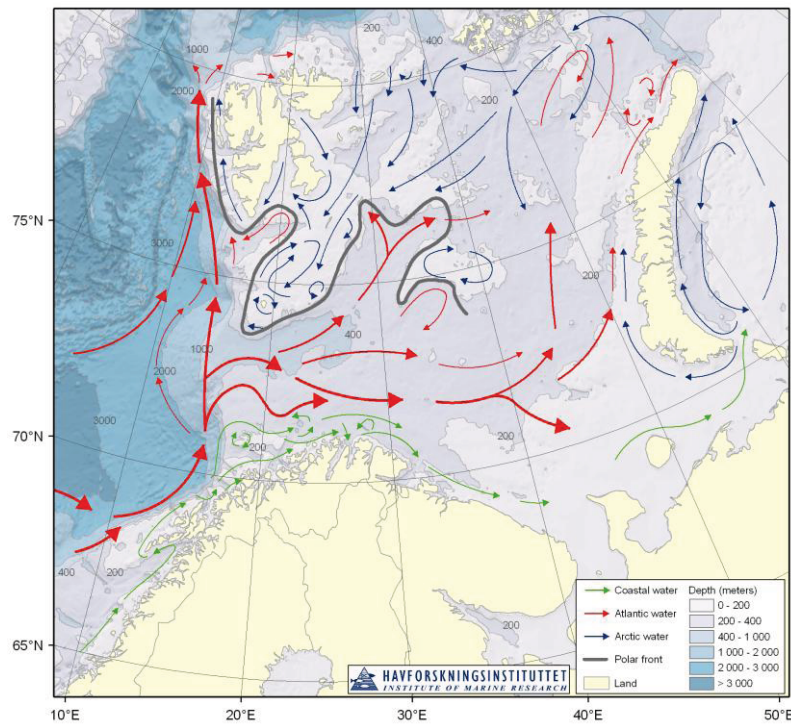 200
400
1000
2000
200
200
75°N
3000
200
400
1000
2000
70°N
3000
200
200
400
200
200
65°N
10°E
20°E
30°E
40°E
50°E
HAVFORSKNINGSINSTITUTTET
INSTITUTE OF MARINE RESEARCH
Coastal water
Atlantic water
Arctic water
Polar front
Land
Depth (meters)
0 - 200
200 - 400
400 - 1 000
1 000 - 2 000
2 000 - 3 000
> 3 000